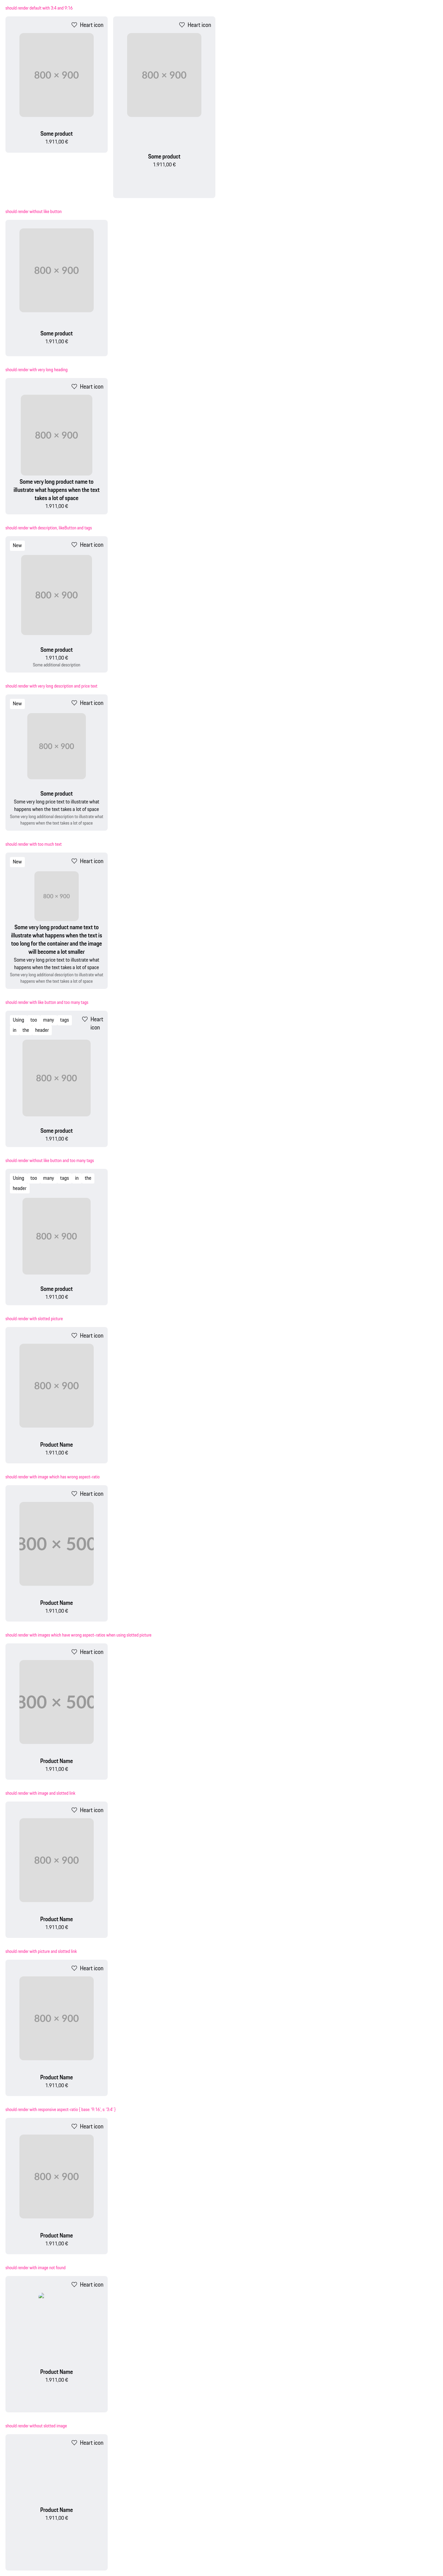 should render default with 3:4 and 9:16
Heart icon
800 × 900
Some product
1.911,00 €
Heart icon
800 × 900
Some product
1.911,00 €
should render without like button
800 × 900
Some product
1.911,00 €
should render with very long heading
Heart icon
800 × 900
Some very long product name to
illustrate what happens when the text
takes a lot of space
1.911,00 €
should render with description, likeButton and tags
New
Heart icon
800 × 900
Some product
1.911,00 €
Some additional description
should render with very long description and price text
New
Heart icon
800 × 900
Some product
Some very long price text to illustrate what
happens when the text takes a lot of space
Some very long additional description to illustrate what
happens when the text takes a lot of space
should render with too much text
New
Heart icon
800 × 900
Some very long product name text to
illustrate what happens when the text is
too long for the container and the image
will become a lot smaller
Some very long price text to illustrate what
happens when the text takes a lot of space
Some very long additional description to illustrate what
happens when the text takes a lot of space
should render with like button and too many tags
Using too many tags
in the header
Heart
icon
800 × 900
Some product
1.911,00 €
should render without like button and too many tags
Using too many tags in the
header
800 × 900
Some product
1.911,00 €
should render with slotted picture
Heart icon
800 × 900
Product Name
1.911,00 €
should render with image which has wrong aspect-ratio
Heart icon
800 × 500
Product Name
1.911,00 €
should render with images which have wrong aspect-ratios when using slotted picture
Heart icon
800 × 500
Product Name
1.911,00 €
should render with image and slotted link
Heart icon
800 × 900
Product Name
1.911,00 €
should render with picture and slotted link
Heart icon
800 × 900
Product Name
1.911,00 €
should render with responsive aspect-ratio { base: '9:16', s: '3:4' }
Heart icon
800 × 900
Product Name
1.911,00 €
should render with image not found
Heart icon
Product Name
1.911,00 €
should render without slotted image
Heart icon
Product Name
1.911,00 €